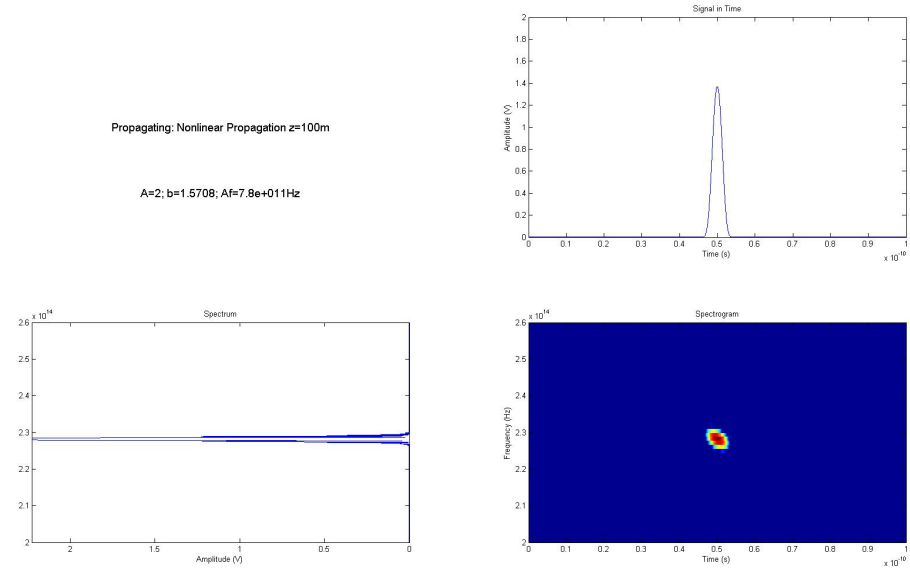 Propagating: Nonlinear Propagation z=100m
A=2; b=1.5708; Af=7.8e+011Hz
Signal in Time
2
1.8
1.6
1.4
1.2
1
0.8
0.6
0.4
0.2
0
Amplitude (V)
0 0.1 0.2 0.3 0.4 0.5 0.6 0.7 0.8 0.9 1
Time (s)
x 10^-10
Spectrum
x 10^14
2.6
2.5
2.4
2.3
2.2
2.1
2
2 1.5 1 0.5 0
Amplitude (V)
Spectrogram
x 10^14
2.6
2.5
2.4
2.3
2.2
2.1
2
Frequency (Hz)
0 0.1 0.2 0.3 0.4 0.5 0.6 0.7 0.8 0.9 1
Time (s)
x 10^-10